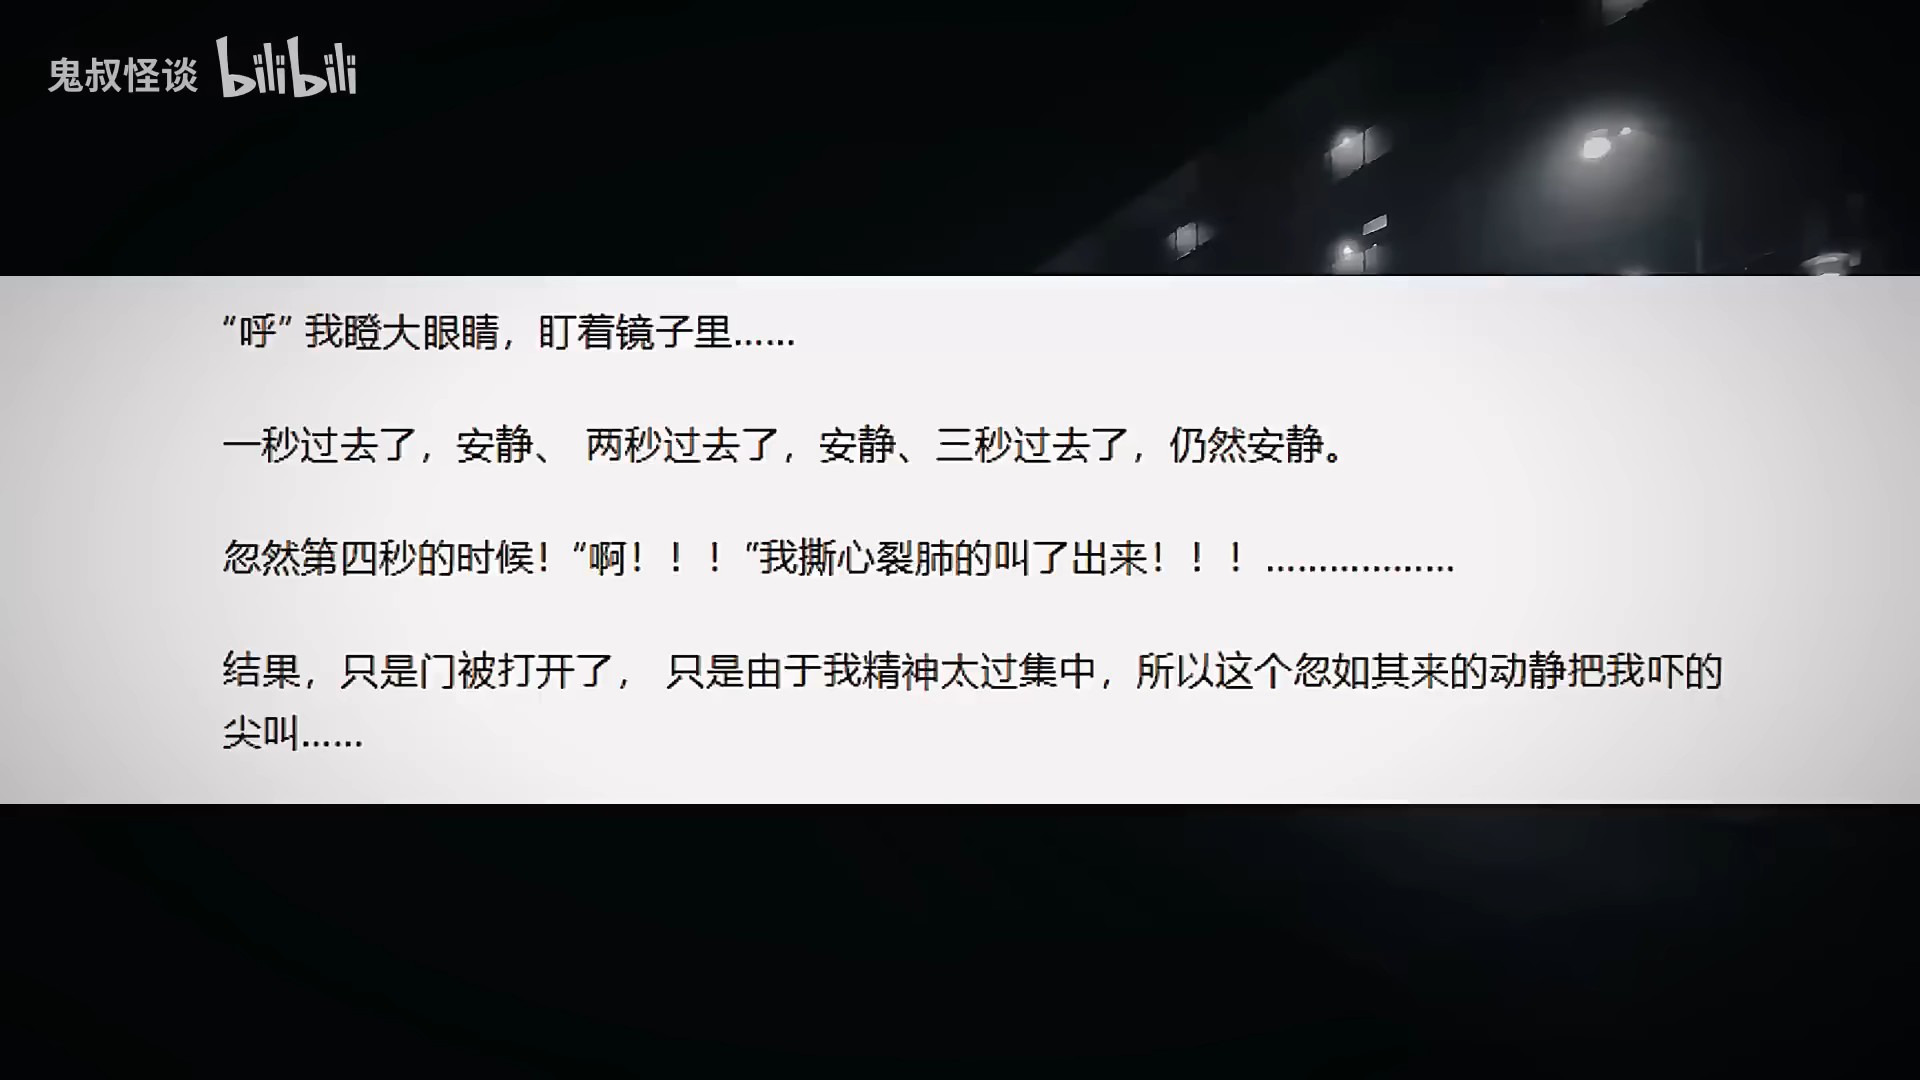 鬼叔怪谈 bilibili
“呼” 我瞪大眼睛，盯着镜子里……
一秒过去了，安静、 两秒过去了，安静、三秒过去了，仍然安静。
忽然第四秒的时候！“啊！！！”我撕心裂肺的叫了出来！！！………………
结果，只是门被打开了， 只是由于我精神太过集中，所以这个忽如其来的动静把我吓的
尖叫……